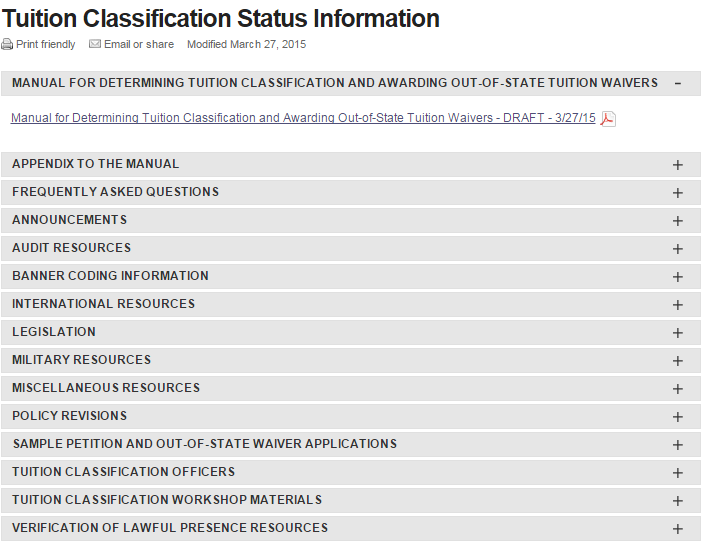 Tuition Classification Status Information
Print friendly Email or share Modified March 27, 2015
MANUAL FOR DETERMINING TUITION CLASSIFICATION AND AWARDING OUT-OF-STATE TUITION WAIVERS –
Manual for Determining Tuition Classification and Awarding Out-of-State Tuition Waivers - DRAFT - 3/27/15
APPENDIX TO THE MANUAL +
FREQUENTLY ASKED QUESTIONS +
ANNOUNCEMENTS +
AUDIT RESOURCES +
BANNER CODING INFORMATION +
INTERNATIONAL RESOURCES +
LEGISLATION +
MILITARY RESOURCES +
MISCELLANEOUS RESOURCES +
POLICY REVISIONS +
SAMPLE PETITION AND OUT-OF-STATE WAIVER APPLICATIONS +
TUITION CLASSIFICATION OFFICERS +
TUITION CLASSIFICATION WORKSHOP MATERIALS +
VERIFICATION OF LAWFUL PRESENCE RESOURCES +